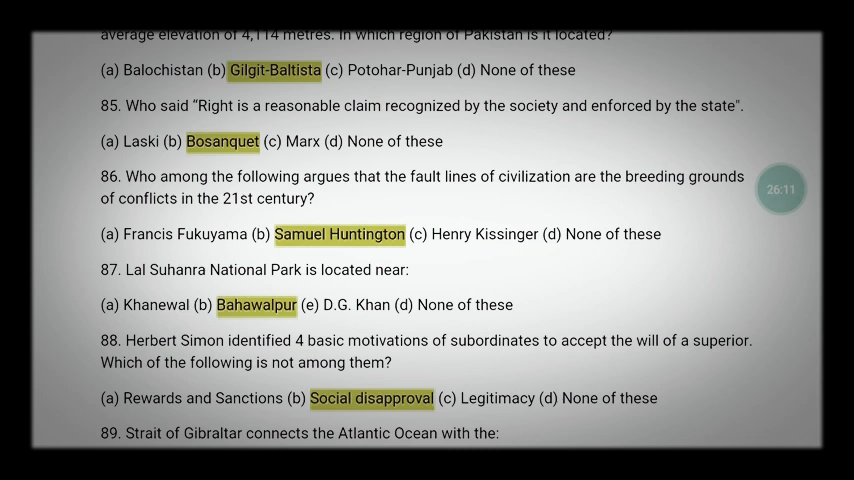 average elevation of 4,114 metres. In which region of Pakistan is it located?
(a) Balochistan (b) Gilgit-Baltista (c) Potohar-Punjab (d) None of these
85. Who said “Right is a reasonable claim recognized by the society and enforced by the state".
(a) Laski (b) Bosanquet (c) Marx (d) None of these
86. Who among the following argues that the fault lines of civilization are the breeding grounds
of conflicts in the 21st century?
26:11
(a) Francis Fukuyama (b) Samuel Huntington (c) Henry Kissinger (d) None of these
87. Lal Suhanra National Park is located near:
(a) Khanewal (b) Bahawalpur (e) D.G. Khan (d) None of these
88. Herbert Simon identified 4 basic motivations of subordinates to accept the will of a superior.
Which of the following is not among them?
(a) Rewards and Sanctions (b) Social disapproval (c) Legitimacy (d) None of these
89. Strait of Gibraltar connects the Atlantic Ocean with the: